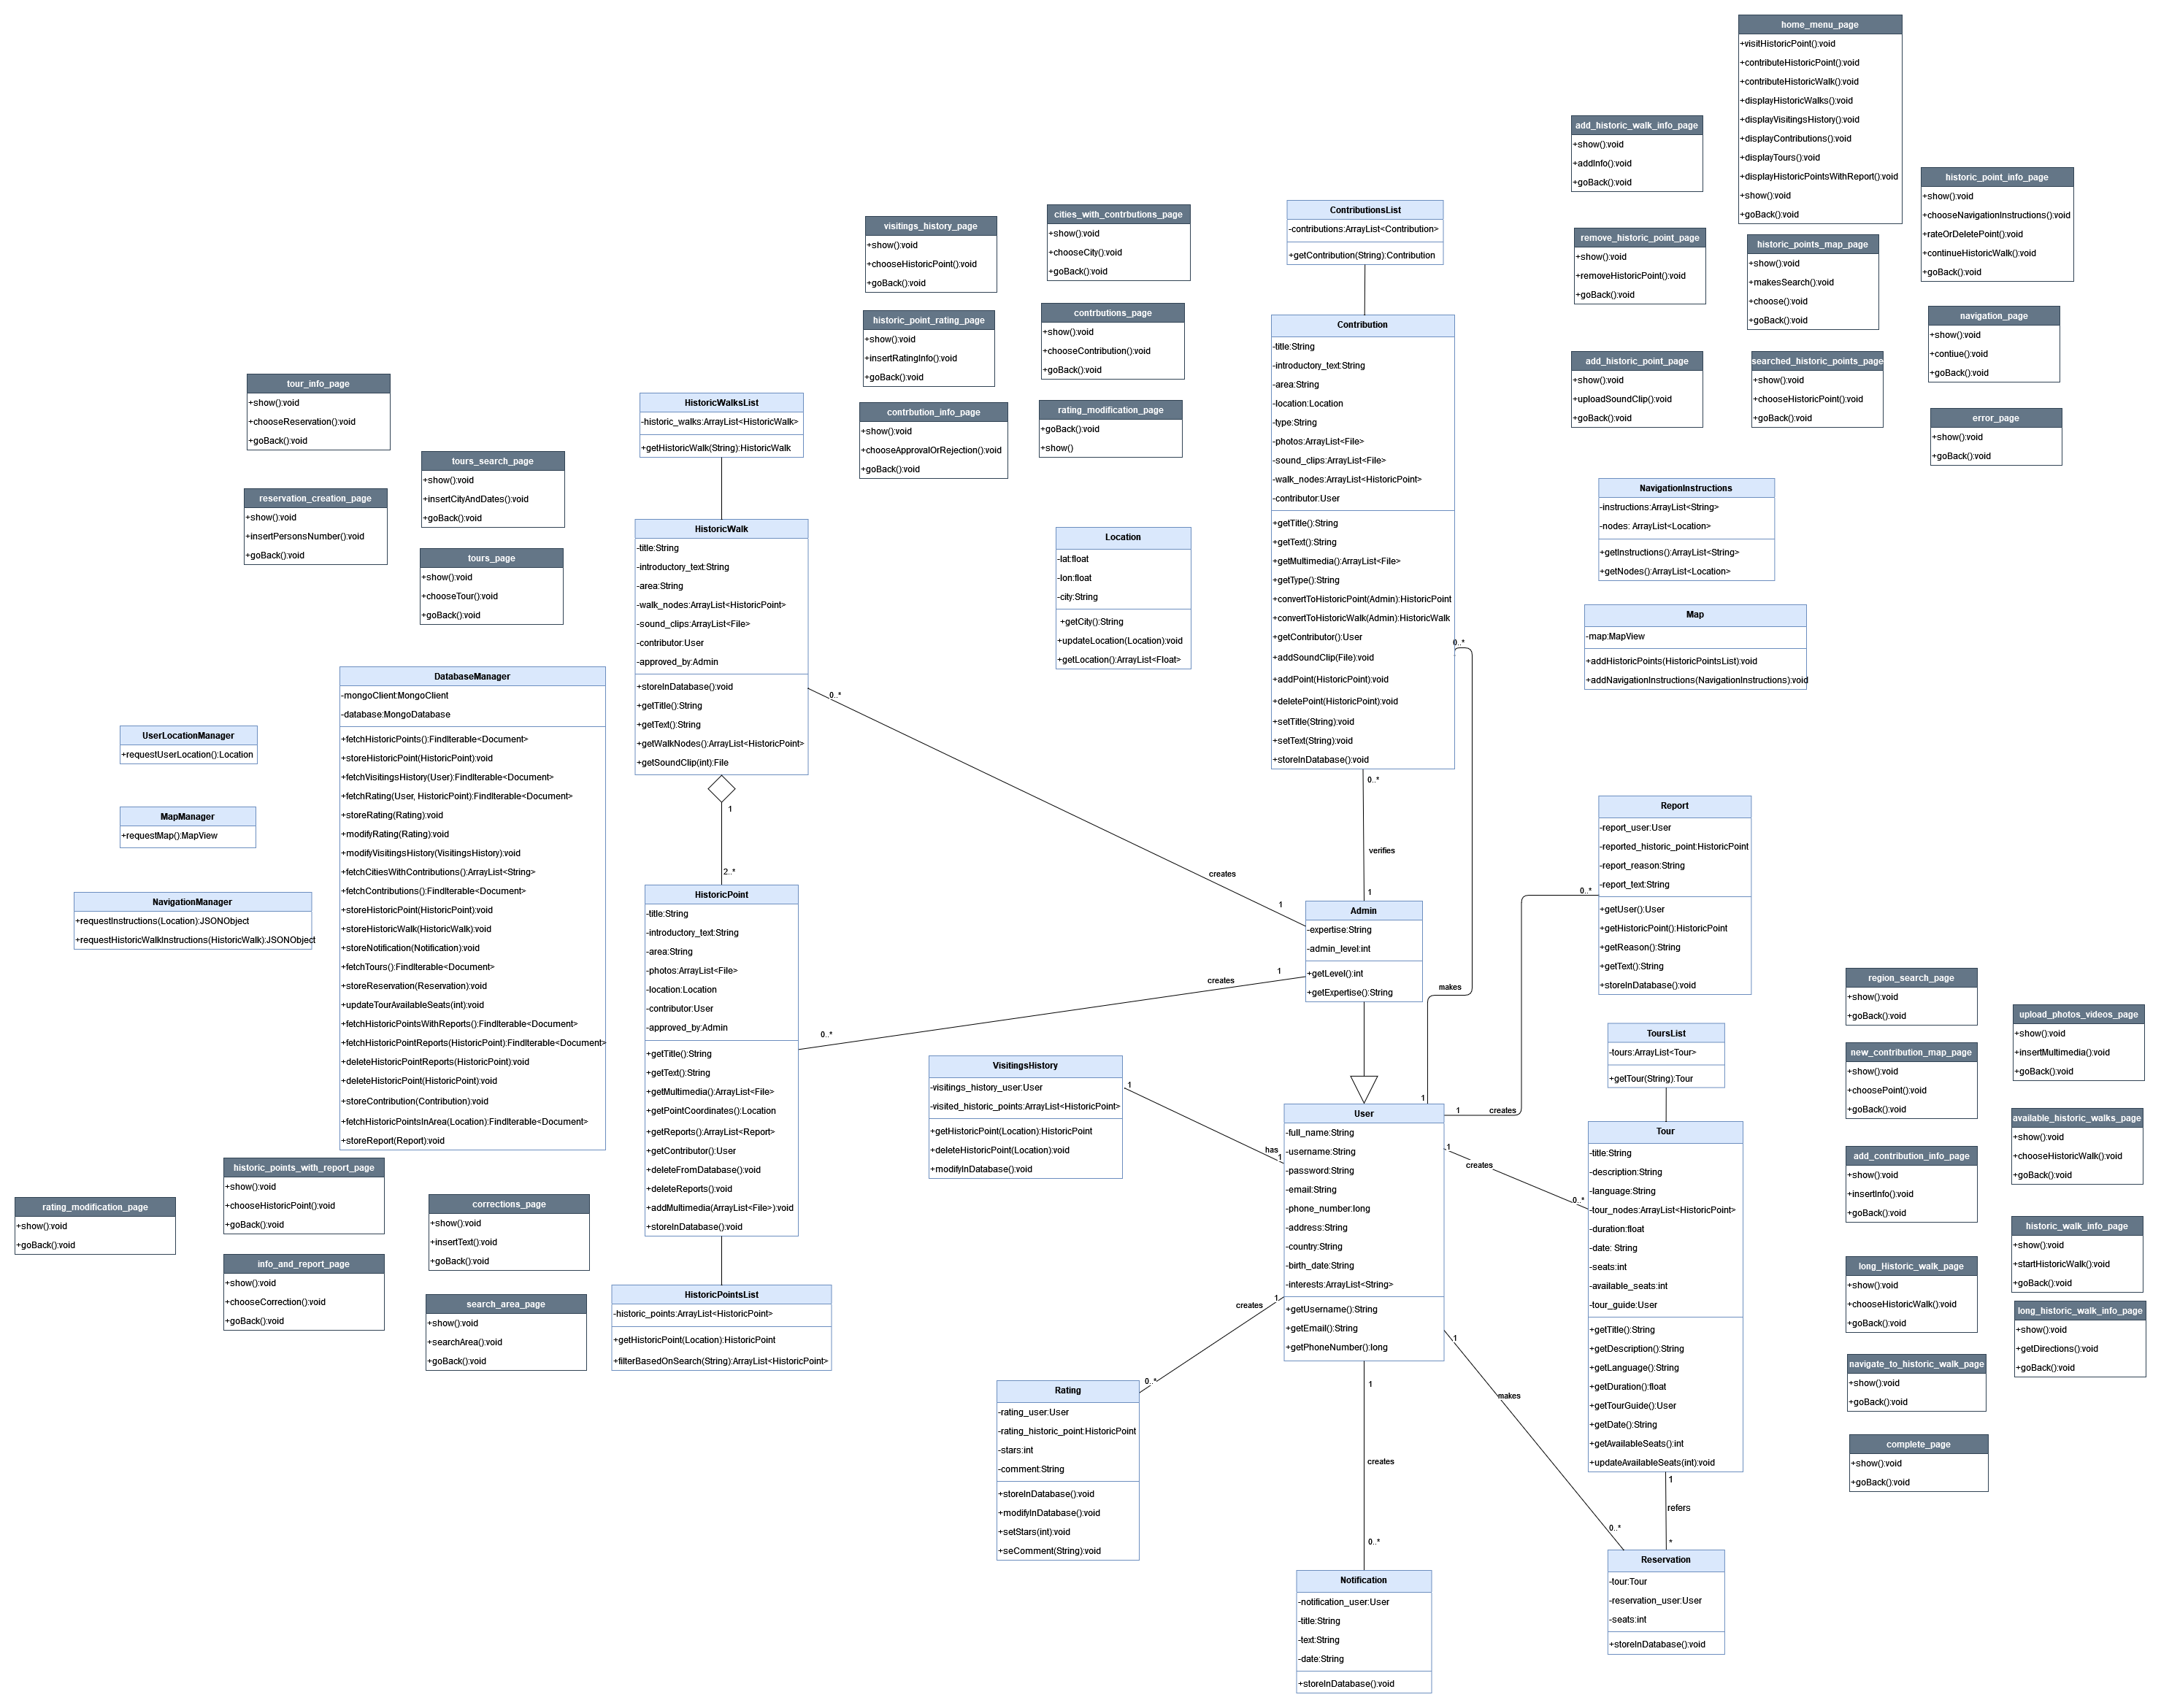 home_menu_page
+visitHistoricPoint():void
+contributeHistoricPoint():void
+contributeHistoricWalk():void
+displayHistoricWalks():void
+displayVisitingsHistory():void
+displayContributions():void
+displayTours():void
+displayHistoricPointsWithReport():void
+show():void
+goBack():void
add_historic_walk_info_page
+show():void
+addInfo():void
+goBack():void
historic_point_info_page
+show():void
+chooseNavigationInstructions():void
+rateOrDeletePoint():void
+continueHistoricWalk():void
+goBack():void
visitings_history_page
+show():void
+chooseHistoricPoint():void
+goBack():void
cities_with_contrbutions_page
+show():void
+chooseCity():void
+goBack():void
ContributionsList
-contributions:ArrayList<Contribution>
+getContribution(String):Contribution
remove_historic_point_page
+show():void
+removeHistoricPoint():void
+goBack():void
historic_points_map_page
+show():void
+makesSearch():void
+choose():void
+goBack():void
historic_point_rating_page
+show():void
+insertRatingInfo():void
+goBack():void
contrbutions_page
+show():void
+chooseContribution():void
+goBack():void
navigation_page
+show():void
+contiue():void
+goBack():void
add_historic_point_page
+show():void
+uploadSoundClip():void
+goBack():void
searched_historic_points_page
+show():void
+chooseHistoricPoint():void
+goBack():void
error_page
+show():void
+goBack():void
contrbution_info_page
+show():void
+chooseApprovalOrRejection():void
+goBack():void
rating_modification_page
+goBack():void
+show()
tour_info_page
+show():void
+chooseReservation():void
+goBack():void
tours_search_page
+show():void
+insertCityAndDates():void
+goBack():void
reservation_creation_page
+show():void
+insertPersonsNumber():void
+goBack():void
tours_page
+show():void
+chooseTour():void
+goBack():void
HistoricWalksList
-historic_walks:ArrayList<HistoricWalk>
+getHistoricWalk(String):HistoricWalk
HistoricWalk
-title:String
-introductory_text:String
-area:String
-walk_nodes:ArrayList<HistoricPoint>
-sound_clips:ArrayList<File>
-contributor:User
-approved_by:Admin
+storeInDatabase():void
+getTitle():String
+getText():String
+getWalkNodes():ArrayList<HistoricPoint>
+getSoundClip(int):File
Location
-lat:float
-lon:float
-city:String
+getCity():String
+updateLocation(Location):void
+getLocation():ArrayList<Float>
Contribution
-title:String
-introductory_text:String
-area:String
-location:Location
-type:String
-photos:ArrayList<File>
-sound_clips:ArrayList<File>
-walk_nodes:ArrayList<HistoricPoint>
-contributor:User
+getTitle():String
+getText():String
+getMultimedia():ArrayList<File>
+getType():String
+convertToHistoricPoint(Admin):HistoricPoint
+convertToHistoricWalk(Admin):HistoricWalk
+getContributor():User
+addSoundClip(File):void
+addPoint(HistoricPoint):void
+deletePoint(HistoricPoint):void
+setTitle(String):void
+setText(String):void
+storeInDatabase():void
0..*
NavigationInstructions
-instructions:ArrayList<String>
-nodes: ArrayList<Location>
+getInstructions():ArrayList<String>
+getNodes():ArrayList<Location>
Map
-map:MapView
+addHistoricPoints(HistoricPointsList):void
+addNavigationInstructions(NavigationInstructions):void
UserLocationManager
+requestUserLocation():Location
MapManager
+requestMap():MapView
NavigationManager
+requestInstructions(Location):JSONObject
+requestHistoricWalkInstructions(HistoricWalk):JSONObject
DatabaseManager
-mongoClient:MongoClient
-database:MongoDatabase
+fetchHistoricPoints():FindIterable<Document>
+storeHistoricPoint(HistoricPoint):void
+fetchVisitingsHistory(User):FindIterable<Document>
+fetchRating(User, HistoricPoint):FindIterable<Document>
+storeRating(Rating):void
+modifyRating(Rating):void
+modifyVisitingsHistory(VisitingsHistory):void
+fetchCitiesWithContributions():ArrayList<String>
+fetchContributions():FindIterable<Document>
+storeHistoricPoint(HistoricPoint):void
+storeHistoricWalk(HistoricWalk):void
+storeNotification(Notification):void
+fetchTours():FindIterable<Document>
+storeReservation(Reservation):void
+updateTourAvailableSeats(int):void
+fetchHistoricPointsWithReports():FindIterable<Document>
+fetchHistoricPointReports(HistoricPoint):FindIterable<Document>
+deleteHistoricPointReports(HistoricPoint):void
+deleteHistoricPoint(HistoricPoint):void
+storeContribution(Contribution):void
+fetchHistoricPointsInArea(Location):FindIterable<Document>
+storeReport(Report):void
0..*
creates
1
1
2..*
0..*
verifies
1
makes
1
HistoricPoint
-title:String
-introductory_text:String
-area:String
-photos:ArrayList<File>
-location:Location
-contributor:User
-approved_by:Admin
+getTitle():String
+getText():String
+getMultimedia():ArrayList<File>
+getPointCoordinates():Location
+getReports():ArrayList<Report>
+getContributor():User
+deleteFromDatabase():void
+deleteReports():void
+addMultimedia(ArrayList<File>):void
+storeInDatabase():void
0..*
creates
1
Admin
-expertise:String
-admin_level:int
+getLevel():int
+getExpertise():String
Report
-report_user:User
-reported_historic_point:HistoricPoint
-report_reason:String
-report_text:String
+getUser():User
+getHistoricPoint():HistoricPoint
+getReason():String
+getText():String
+storeInDatabase():void
0..*
creates
1
ToursList
-tours:ArrayList<Tour>
+getTour(String):Tour
region_search_page
+show():void
+goBack():void
upload_photos_videos_page
+show():void
+insertMultimedia():void
+goBack():void
new_contribution_map_page
+show():void
+choosePoint():void
+goBack():void
available_historic_walks_page
+show():void
+chooseHistoricWalk():void
+goBack():void
add_contribution_info_page
+show():void
+insertInfo():void
+goBack():void
historic_walk_info_page
+show():void
+startHistoricWalk():void
+goBack():void
long_Historic_walk_page
+show():void
+chooseHistoricWalk():void
+goBack():void
long_historic_walk_info_page
+show():void
+getDirections():void
+goBack():void
navigate_to_historic_walk_page
+show():void
+goBack():void
complete_page
+show():void
+goBack():void
VisitingsHistory
-visitings_history_user:User
-visited_historic_points:ArrayList<HistoricPoint>
+getHistoricPoint(Location):HistoricPoint
+deleteHistoricPoint(Location):void
+modifyInDatabase():void
1
has
1
User
-full_name:String
-username:String
-password:String
-email:String
-phone_number:long
-address:String
-country:String
-birth_date:String
-interests:ArrayList<String>
+getUsername():String
+getEmail():String
+getPhoneNumber():long
1
creates
0..*
Tour
-title:String
-description:String
-language:String
-tour_nodes:ArrayList<HistoricPoint>
-duration:float
-date: String
-seats:int
-available_seats:int
-tour_guide:User
+getTitle():String
+getDescription():String
+getLanguage():String
+getDuration():float
+getTourGuide():User
+getDate():String
+getAvailableSeats():int
+updateAvailableSeats(int):void
historic_points_with_report_page
+show():void
+chooseHistoricPoint():void
+goBack():void
rating_modification_page
+show():void
+goBack():void
corrections_page
+show():void
+insertText():void
+goBack():void
info_and_report_page
+show():void
+chooseCorrection():void
+goBack():void
search_area_page
+show():void
+searchArea():void
+goBack():void
HistoricPointsList
-historic_points:ArrayList<HistoricPoint>
+getHistoricPoint(Location):HistoricPoint
+filterBasedOnSearch(String):ArrayList<HistoricPoint>
1
creates
0..*
Rating
-rating_user:User
-rating_historic_point:HistoricPoint
-stars:int
-comment:String
+storeInDatabase():void
+modifyInDatabase():void
+setStars(int):void
+seComment(String):void
1
creates
0..*
1
makes
0..*
1
refers
*
Notification
-notification_user:User
-title:String
-text:String
-date:String
+storeInDatabase():void
Reservation
-tour:Tour
-reservation_user:User
-seats:int
+storeInDatabase():void